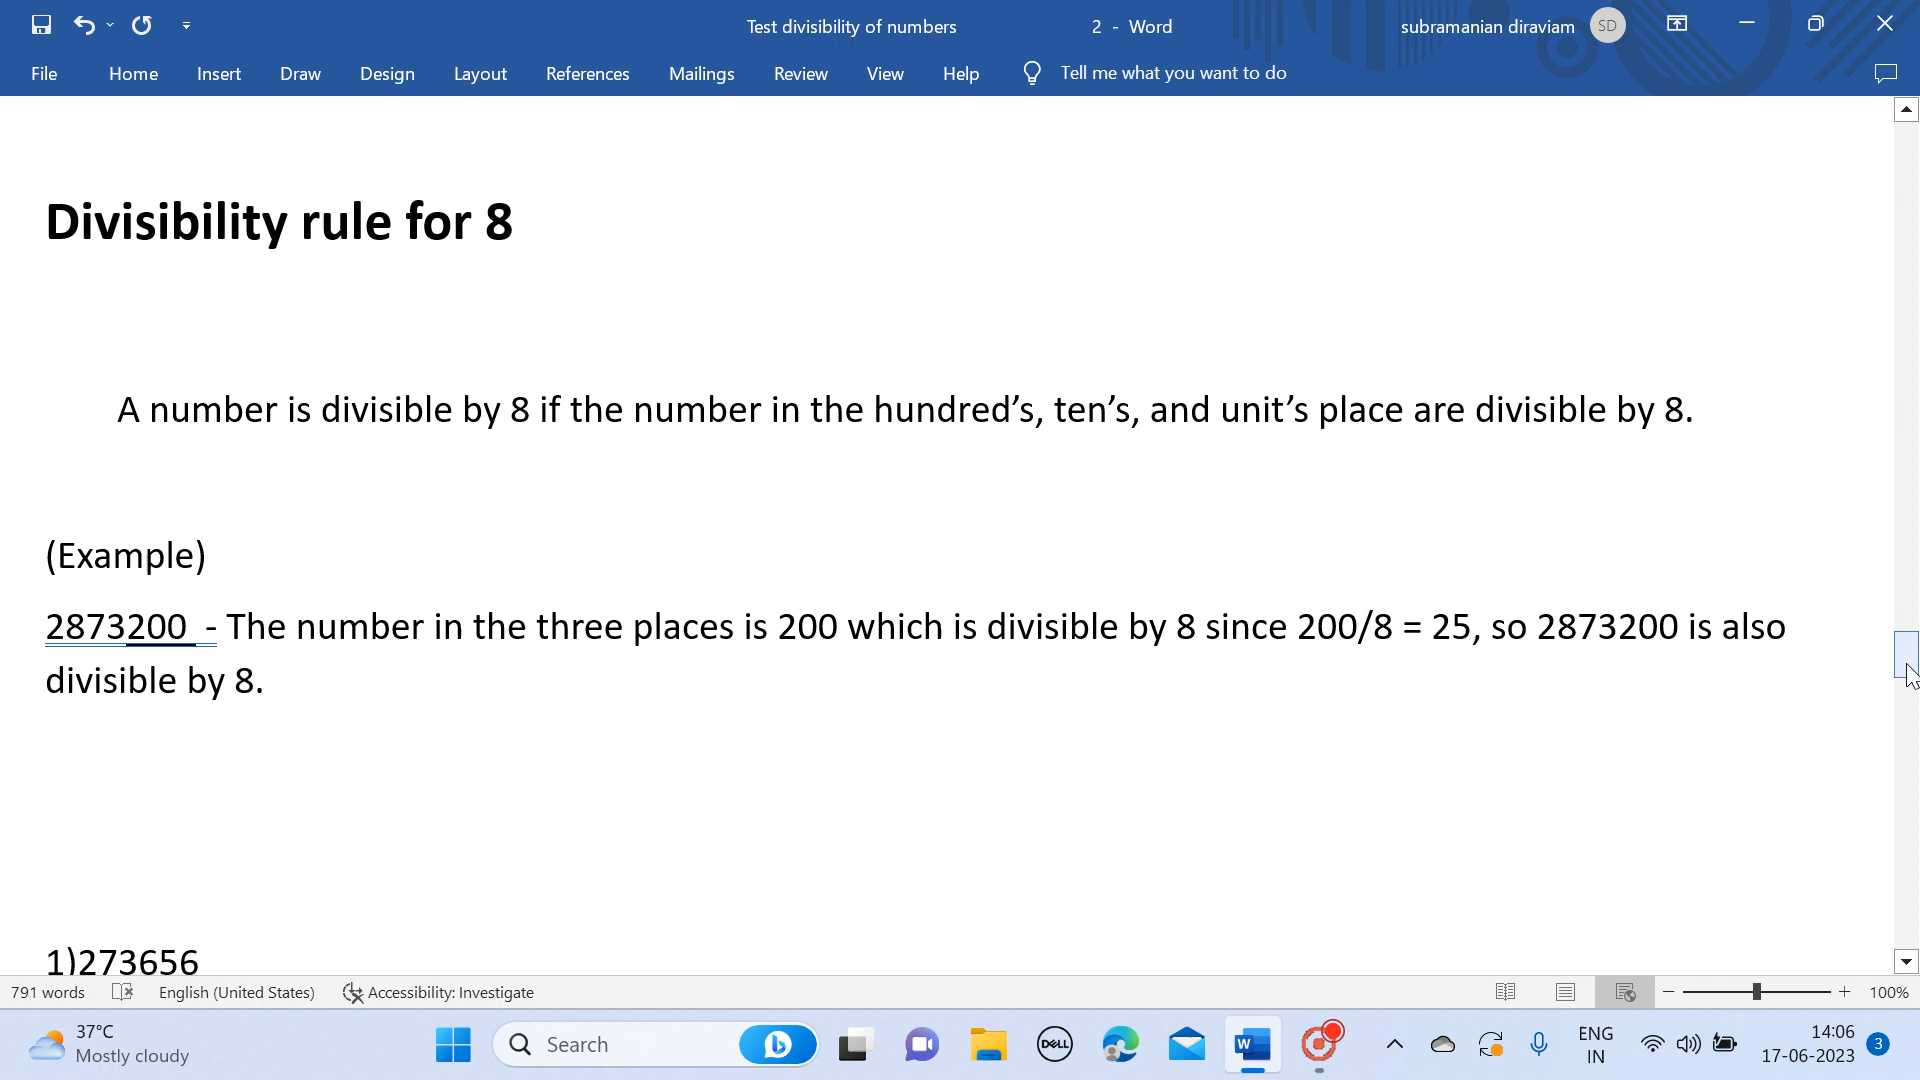 Test divisibility of numbers 2 - Word subramanian diraviam SD
File Home Insert Draw Design Layout References Mailings Review View Help Tell me what you want to do
Divisibility rule for 8
A number is divisible by 8 if the number in the hundred’s, ten’s, and unit’s place are divisible by 8.
(Example)
2873200 - The number in the three places is 200 which is divisible by 8 since 200/8 = 25, so 2873200 is also
divisible by 8.
1)273656
791 words English (United States) Accessibility: Investigate 100%
37°C
Mostly cloudy
Search
DELL
W
ENG
IN
14:06
17-06-2023
3